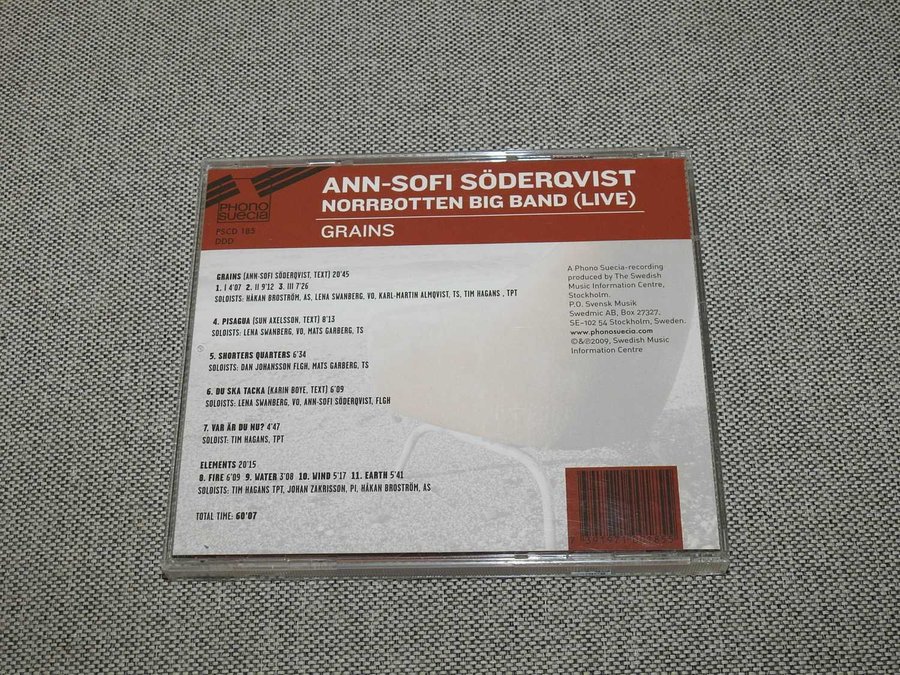 PHONO
SUECIA
PSCD 185
DDD
ANN-SOFI SÖDERQVIST
NORRBOTTEN BIG BAND (LIVE)
GRAINS
GRAINS (ANN-SOFI SÖDERQVIST, TEXT) 20'45
1. I 4'07 2. II 9'12 3. III 7'26
SOLOISTS: HÅKAN BROSTRÖM, AS, LENA SWANBERG, VO, KARL-MARTIN ALMQVIST, TS, TIM HAGANS , TPT
4. PISAGUA (SUN AXELSSON, TEXT) 8'13
SOLOISTS: LENA SWANBERG, VO, MATS GARBERG, TS
5. SHORTERS QUARTERS 6'34
SOLOISTS: DAN JOHANSSON FLGH, MATS GARBERG, TS
6. DU SKA TACKA (KARIN BOYE, TEXT) 6'09
SOLOISTS: LENA SWANBERG, VO, ANN-SOFI SÖDERQVIST, FLGH
7. VAR ÄR DU NU? 4'47
SOLOIST: TIM HAGANS, TPT
ELEMENTS 20'15
8. FIRE 6'09 9. WATER 3'08 10. WIND 5'17 11. EARTH 5'41
SOLOISTS: TIM HAGANS TPT, JOHAN ZAKRISSON, PI, HÅKAN BROSTRÖM, AS
TOTAL TIME: 60'07
A Phono Suecia-recording
produced by The Swedish
Music Information Centre,
Stockholm.
P.O. Svensk Musik
Swedmic AB, Box 27327,
SE-102 54 Stockholm, Sweden.
www.phonosuecia.com
©&℗2009, Swedish Music
Information Centre